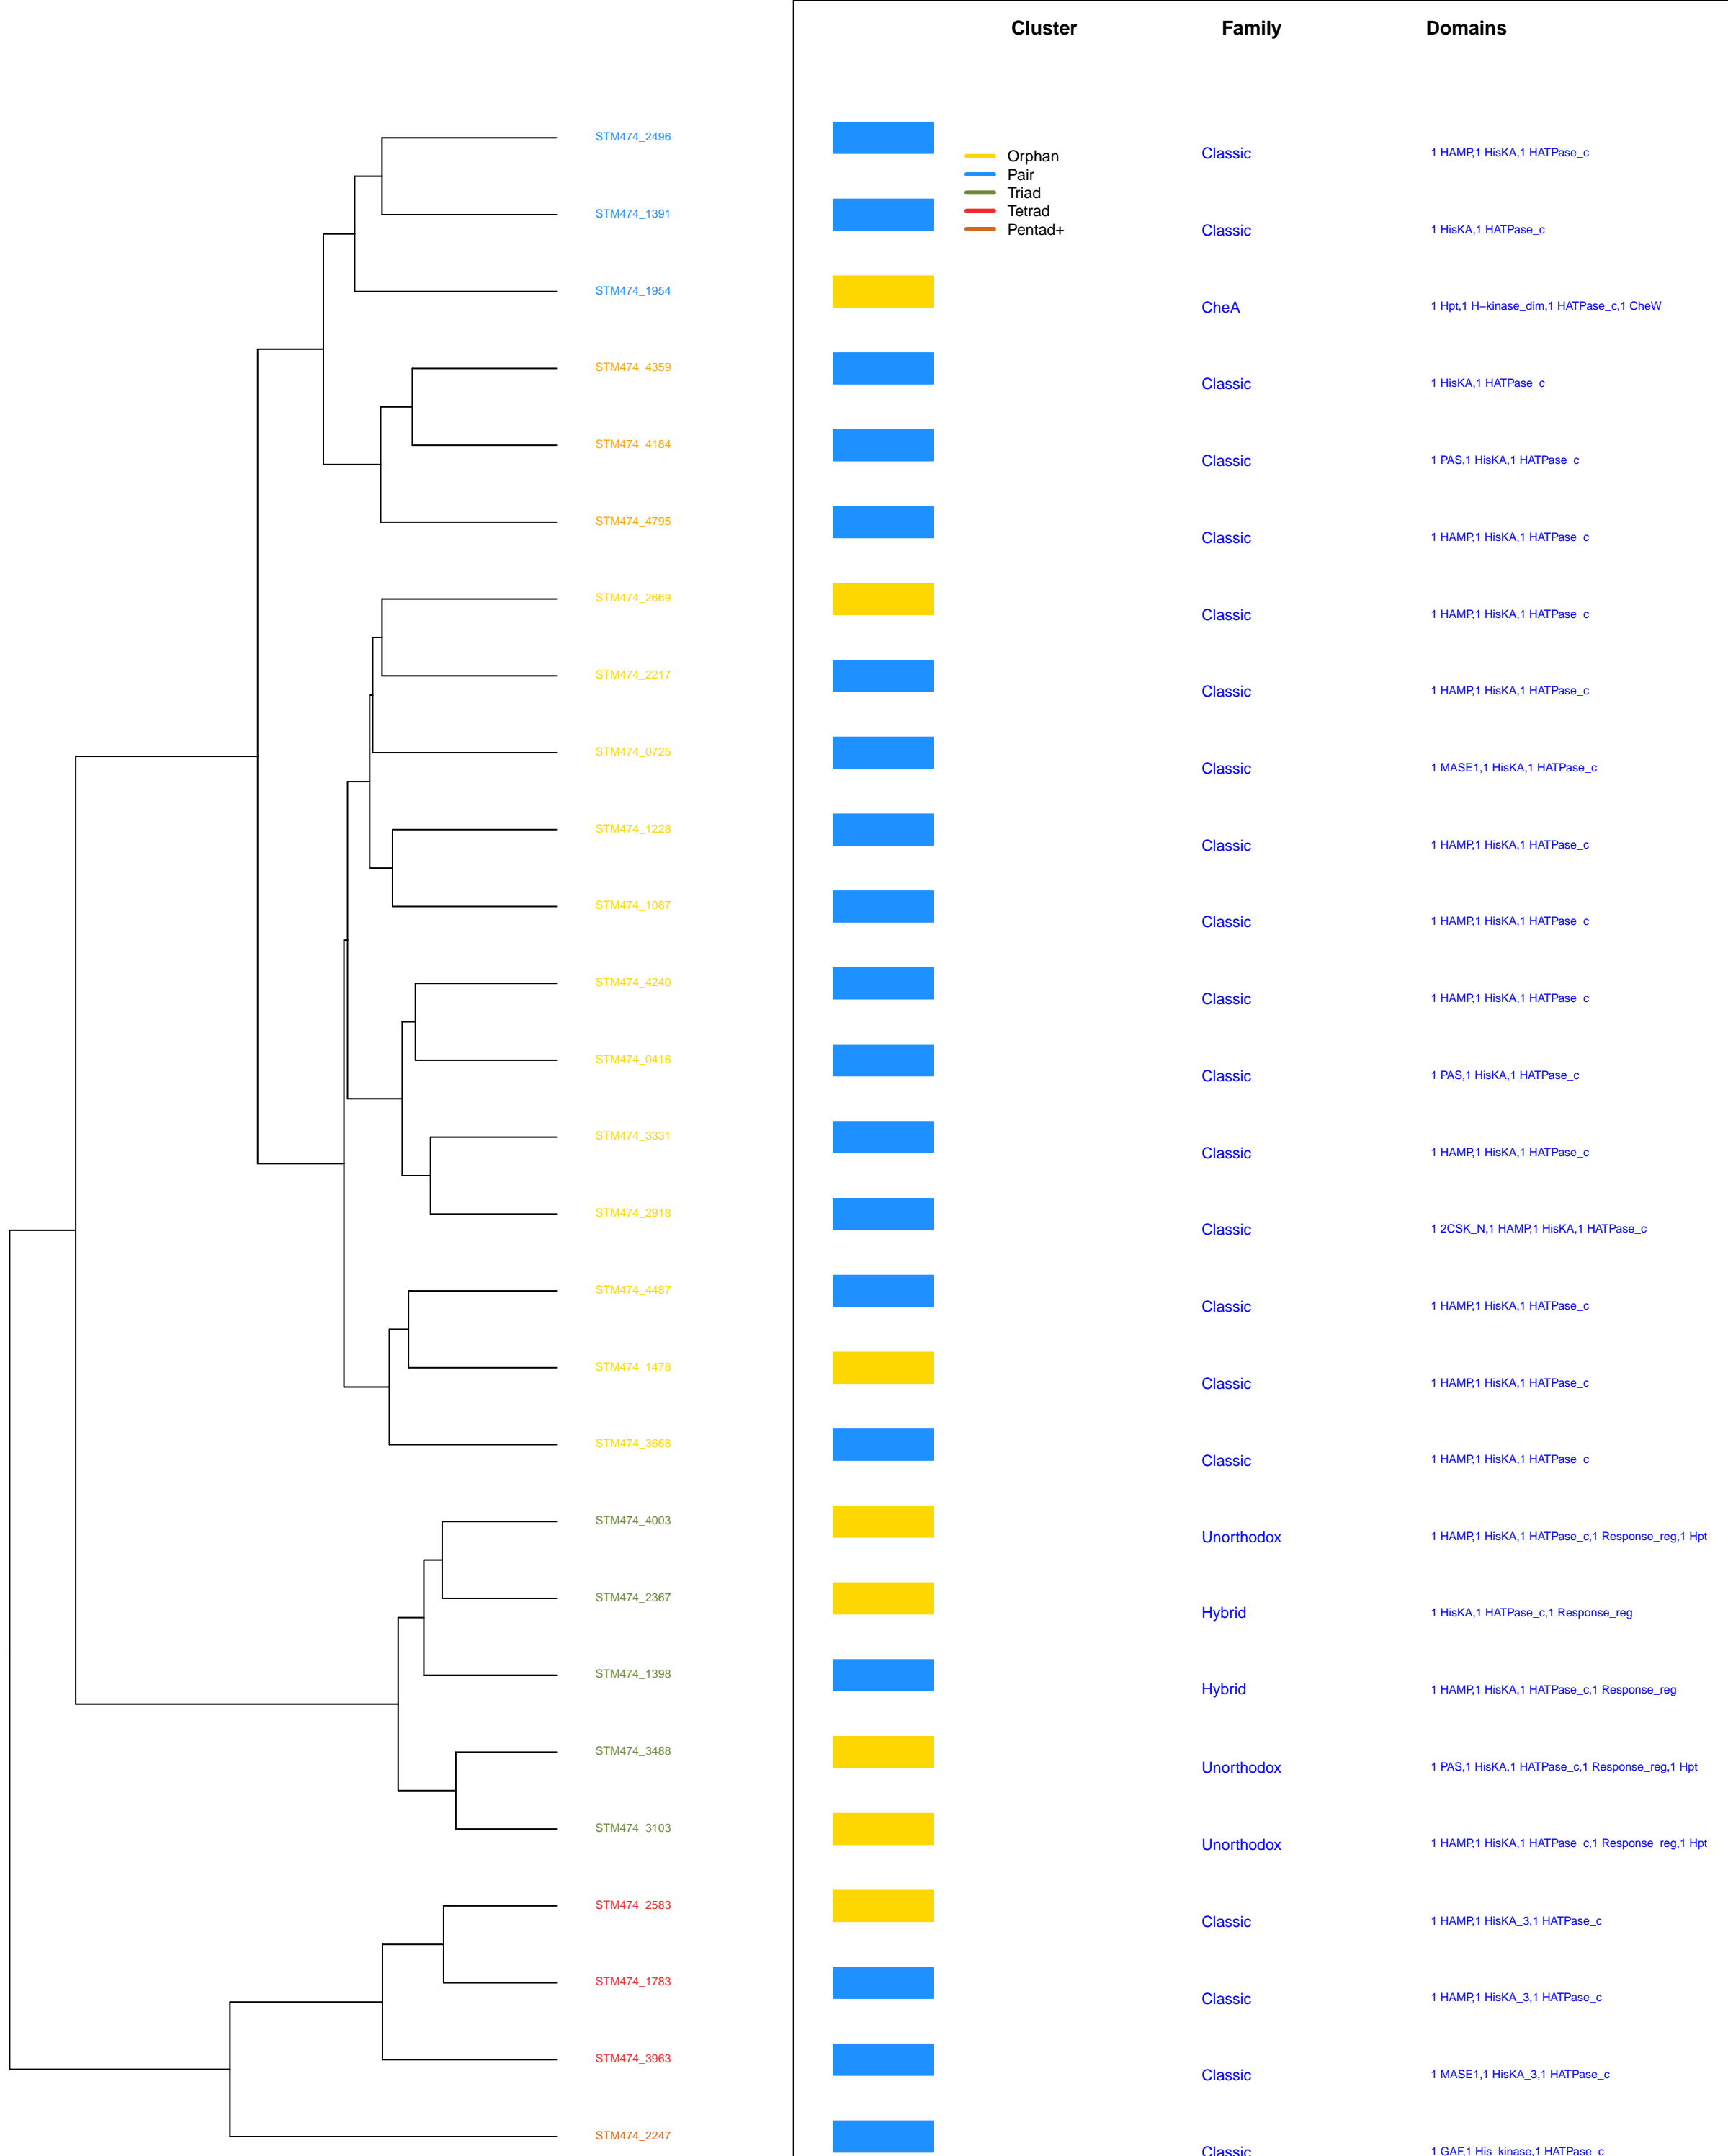 Cluster Family Domains
STM474_2496
Orphan
Classic 1 HAMP,1 HisKA,1 HATPase_c
Pair
Triad
Tetrad
STM474_1391
Pentad+
Classic 1 HisKA,1 HATPase_c
STM474_1954
CheA 1 Hpt,1 H−kinase_dim,1 HATPase_c,1 CheW
STM474_4359
Classic 1 HisKA,1 HATPase_c
STM474_4184
Classic 1 PAS,1 HisKA,1 HATPase_c
STM474_4795
Classic 1 HAMP,1 HisKA,1 HATPase_c
STM474_2669
Classic 1 HAMP,1 HisKA,1 HATPase_c
STM474_2217
Classic 1 HAMP,1 HisKA,1 HATPase_c
STM474_0725
Classic 1 MASE1,1 HisKA,1 HATPase_c
STM474_1228
Classic 1 HAMP,1 HisKA,1 HATPase_c
STM474_1087
Classic 1 HAMP,1 HisKA,1 HATPase_c
STM474_4240
Classic 1 HAMP,1 HisKA,1 HATPase_c
STM474_0416
Classic 1 PAS,1 HisKA,1 HATPase_c
STM474_3331
Classic 1 HAMP,1 HisKA,1 HATPase_c
STM474_2918
Classic 1 2CSK_N,1 HAMP,1 HisKA,1 HATPase_c
STM474_4487
Classic 1 HAMP,1 HisKA,1 HATPase_c
STM474_1478
Classic 1 HAMP,1 HisKA,1 HATPase_c
STM474_3668
Classic 1 HAMP,1 HisKA,1 HATPase_c
STM474_4003
Unorthodox 1 HAMP,1 HisKA,1 HATPase_c,1 Response_reg,1 Hpt
STM474_2367
Hybrid 1 HisKA,1 HATPase_c,1 Response_reg
STM474_1398
Hybrid 1 HAMP,1 HisKA,1 HATPase_c,1 Response_reg
STM474_3488
Unorthodox 1 PAS,1 HisKA,1 HATPase_c,1 Response_reg,1 Hpt
STM474_3103
Unorthodox 1 HAMP,1 HisKA,1 HATPase_c,1 Response_reg,1 Hpt
STM474_2583
Classic 1 HAMP,1 HisKA_3,1 HATPase_c
STM474_1783
Classic 1 HAMP,1 HisKA_3,1 HATPase_c
STM474_3963
Classic 1 MASE1,1 HisKA_3,1 HATPase_c
STM474_2247
Classic 1 GAF,1 His_kinase,1 HATPase_c